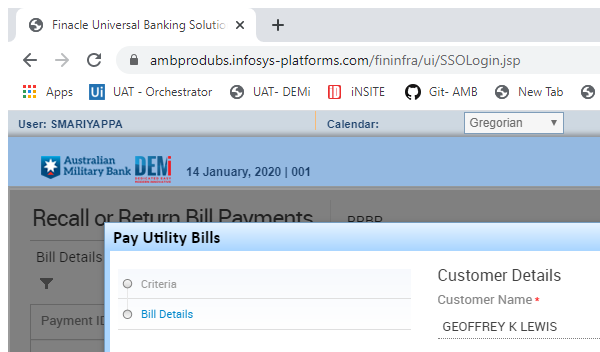 Finacle Universal Banking Solutio
ambprodubs.infosys-platforms.com/fininfra/ui/SSOLogin.jsp
Apps UAT - Orchestrator UAT- DEMi iNSITE Git- AMB New Tab
User: SMARIYAPPA Calendar: Gregorian
Australian
Military Bank DEMi 14 January, 2020 | 001
Recall or Return Bill Payments
Pay Utility Bills
Bill Details
Criteria
Bill Details
Payment ID
Customer Details
Customer Name *
GEOFFREY K LEWIS